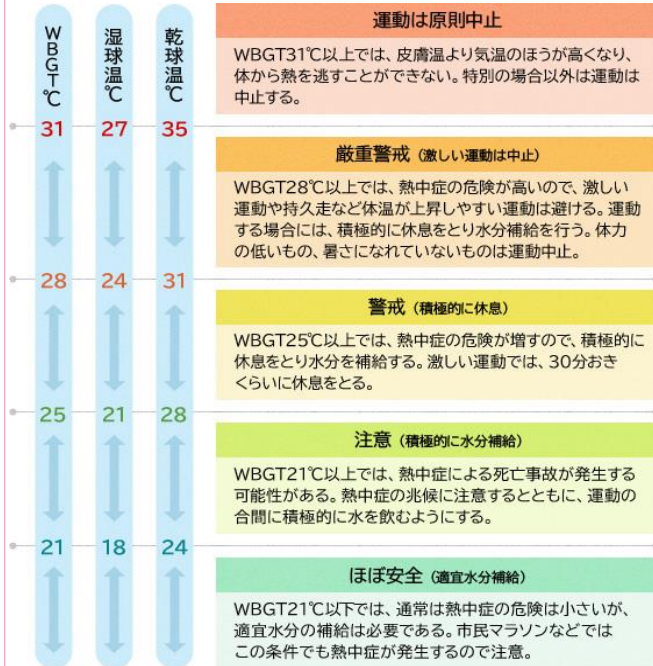 WBGT℃
湿球温℃
乾球温℃
運動は原則中止
WBGT31℃以上では、皮膚温より気温のほうが高くなり、
体から熱を逃すことができない。特別の場合以外は運動は
中止する。
31 27 35
厳重警戒（激しい運動は中止）
WBGT28℃以上では、熱中症の危険が高いので、激しい
運動や持久走など体温が上昇しやすい運動は避ける。運動
する場合には、積極的に休息をとり水分補給を行う。体力
の低いもの、暑さになれていないものは運動中止。
28 24 31
警戒（積極的に休息）
WBGT25℃以上では、熱中症の危険が増すので、積極的に
休息をとり水分を補給する。激しい運動では、30分おき
くらいに休息をとる。
25 21 28
注意（積極的に水分補給）
WBGT21℃以上では、熱中症による死亡事故が発生する
可能性がある。熱中症の兆候に注意するとともに、運動の
合間に積極的に水を飲むようにする。
21 18 24
ほぼ安全（適宜水分補給）
WBGT21℃以下では、通常は熱中症の危険は小さいが、
適宜水分の補給は必要である。市民マラソンなどでは
この条件でも熱中症が発生するので注意。